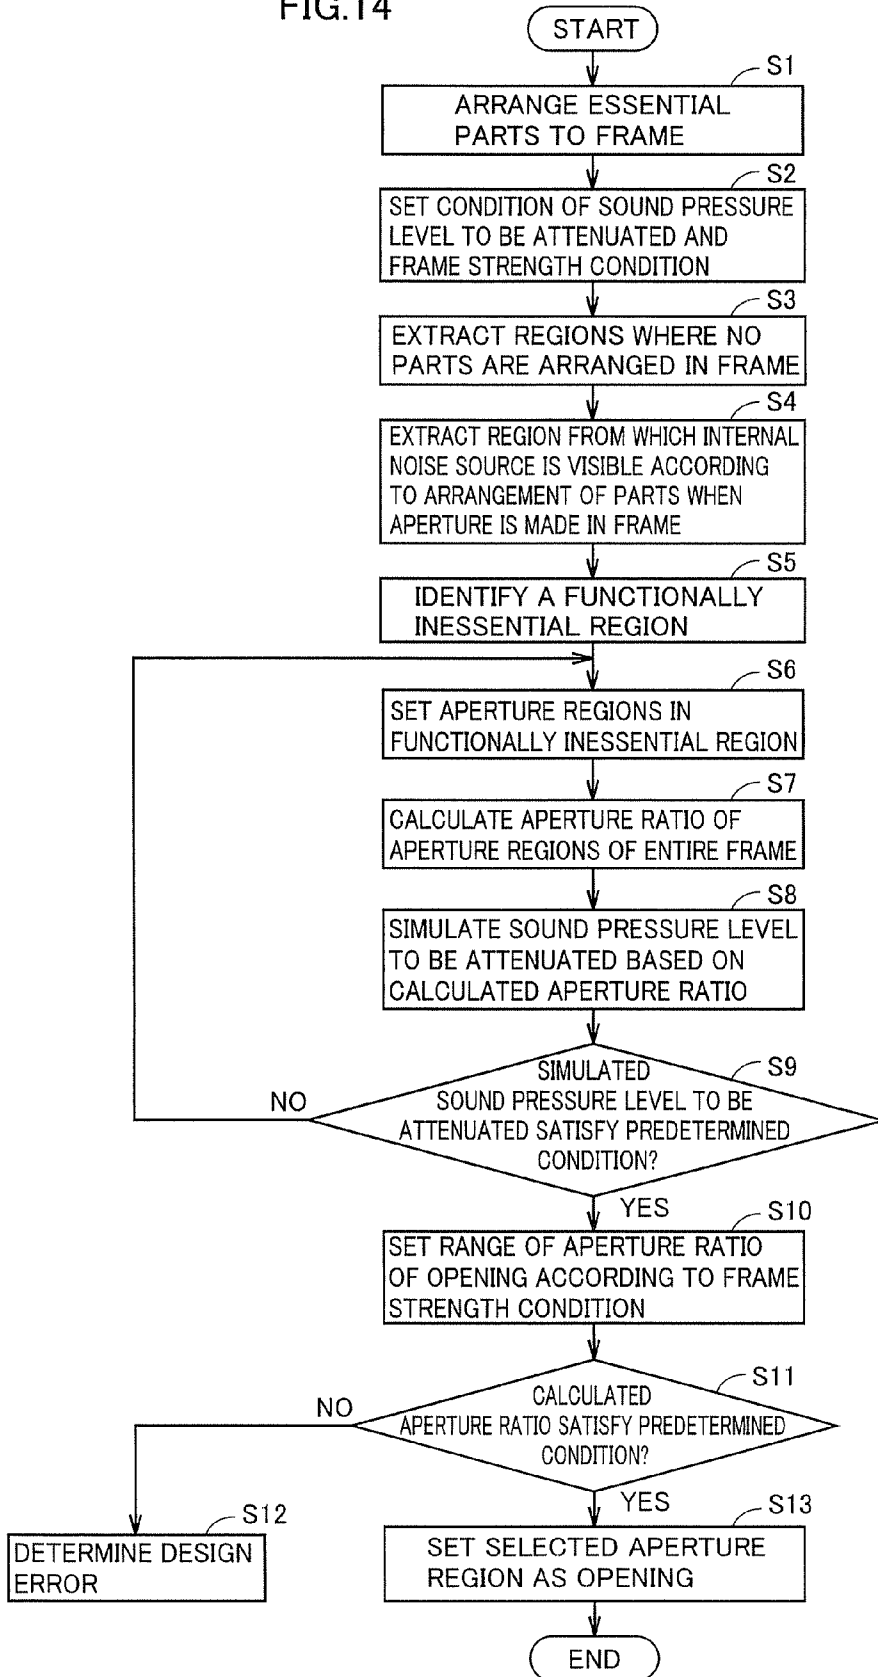 FIG.14
START
S1
ARRANGE ESSENTIAL
PARTS TO FRAME
S2
SET CONDITION OF SOUND PRESSURE
LEVEL TO BE ATTENUATED AND
FRAME STRENGTH CONDITION
S3
EXTRACT REGIONS WHERE NO
PARTS ARE ARRANGED IN FRAME
S4
EXTRACT REGION FROM WHICH INTERNAL
NOISE SOURCE IS VISIBLE ACCORDING
TO ARRANGEMENT OF PARTS WHEN
APERTURE IS MADE IN FRAME
S5
IDENTIFY A FUNCTIONALLY
INESSENTIAL REGION
S6
SET APERTURE REGIONS IN
FUNCTIONALLY INESSENTIAL REGION
S7
CALCULATE APERTURE RATIO OF
APERTURE REGIONS OF ENTIRE FRAME
S8
SIMULATE SOUND PRESSURE LEVEL
TO BE ATTENUATED BASED ON
CALCULATED APERTURE RATIO
S9
SIMULATED
SOUND PRESSURE LEVEL TO BE
ATTENUATED SATISFY PREDETERMINED
CONDITION?
NO
YES
S10
SET RANGE OF APERTURE RATIO
OF OPENING ACCORDING TO FRAME
STRENGTH CONDITION
S11
CALCULATED
APERTURE RATIO SATISFY PREDETERMINED
CONDITION?
NO
YES
S12
DETERMINE DESIGN
ERROR
S13
SET SELECTED APERTURE
REGION AS OPENING
END